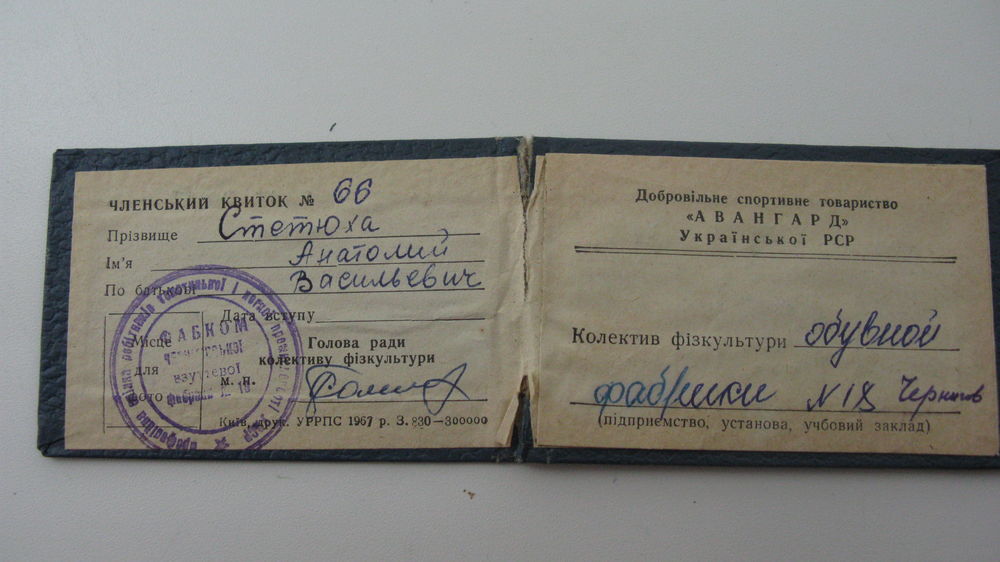 ЧЛЕНСЬКИЙ КВИТОК № 66
Прізвище Стетюха
Ім'я Анатолий
По батькові Васильевич
Дата вступу
Місце
для
фото
Голова ради
колективу фізкультури
М. П.
Київ, друк. УРРПС 1967 р. З. 830—300000
ФАБКОМ
взуттєвої
Добровільне спортивне товариство
«АВАНГАРД»
Української РСР
Колектив фізкультури обувной
фабрики N 18 Чернигов
(підприємство, установа, учбовий заклад)